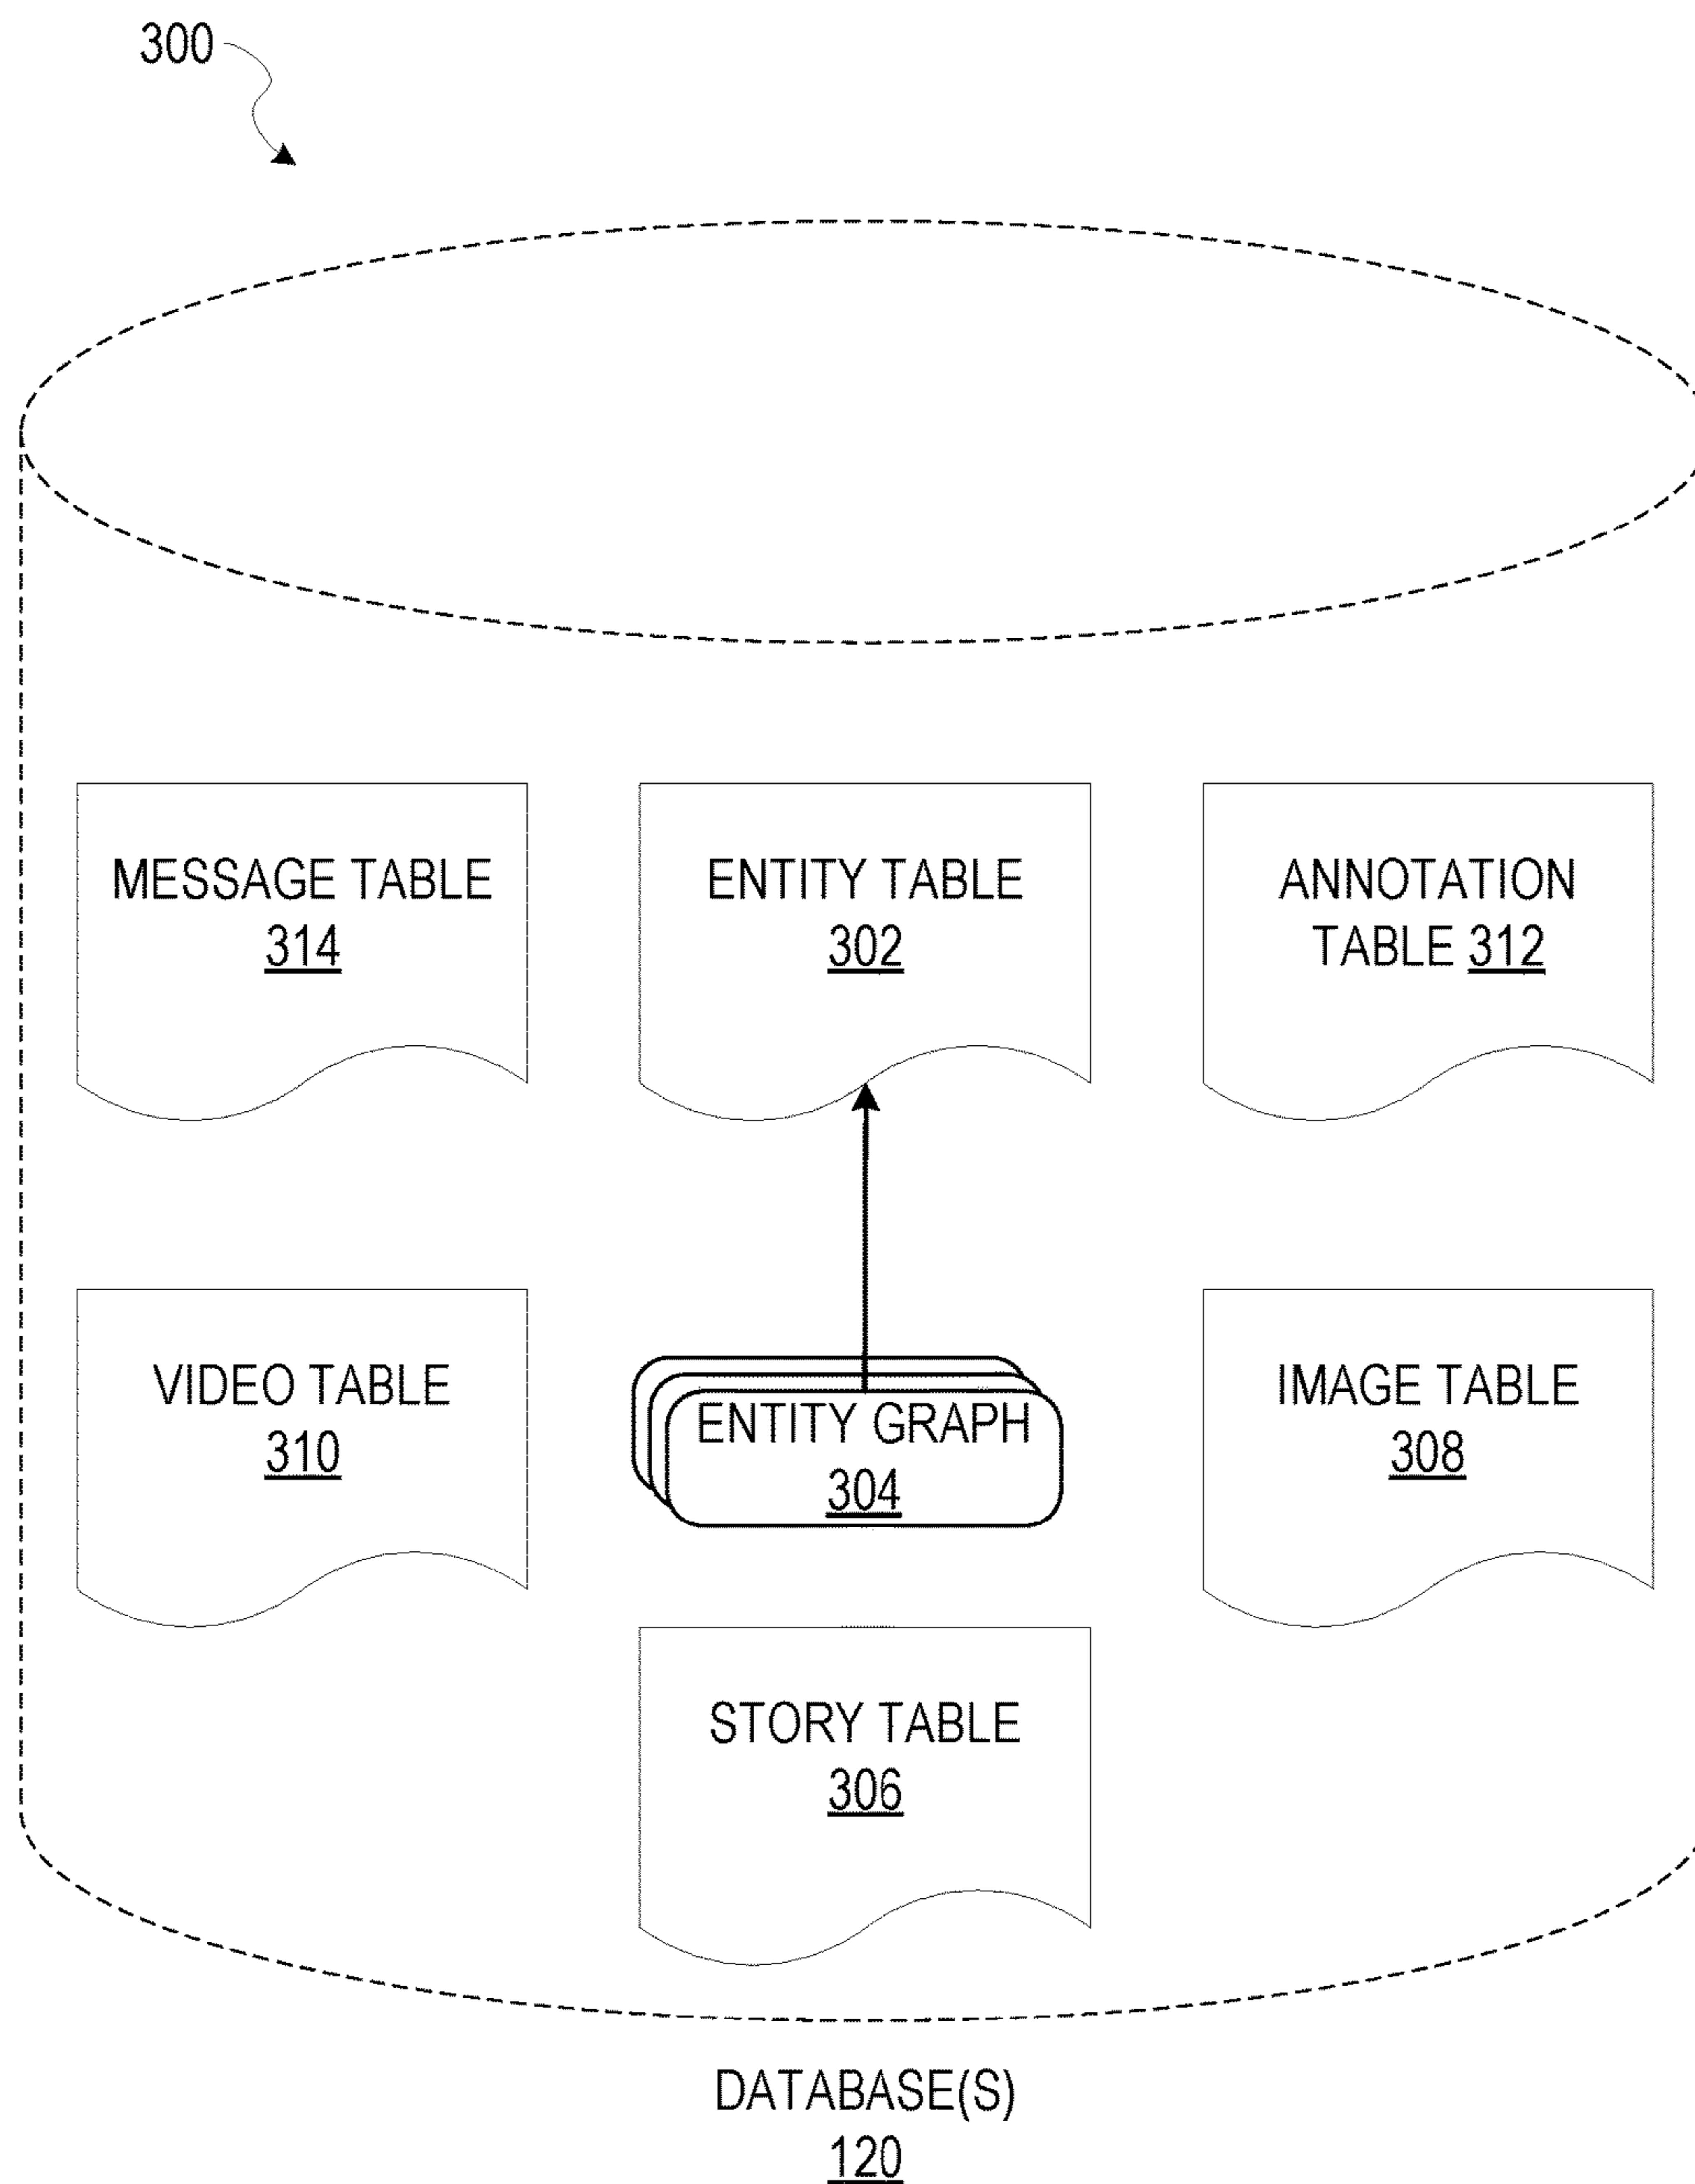 300
MESSAGE TABLE
314
ENTITY TABLE
302
ANNOTATION
TABLE 312
VIDEO TABLE
310
ENTITY GRAPH
304
IMAGE TABLE
308
STORY TABLE
306
DATABASE(S)
120